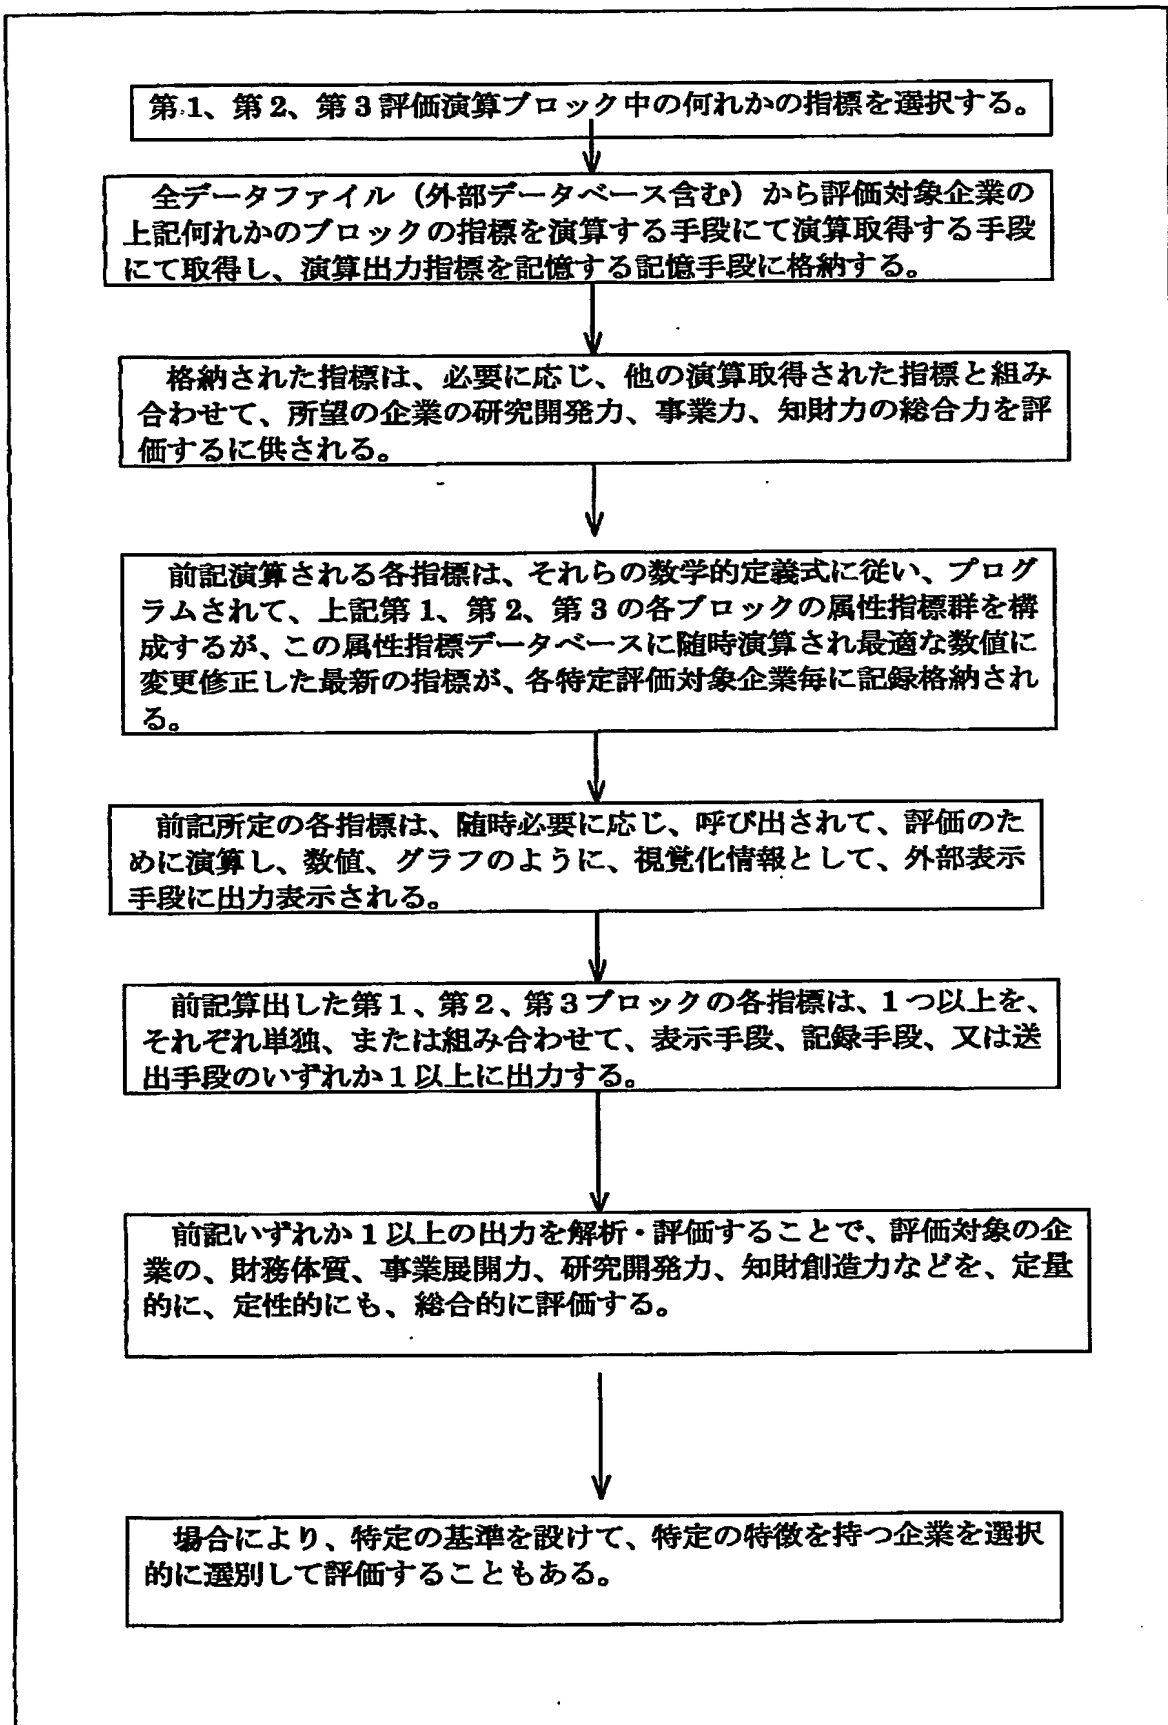 第1、第2、第3評価演算ブロック中の何れかの指標を選択する。
全データファイル（外部データベース含む）から評価対象企業の
上記何れかのブロックの指標を演算する手段にて演算取得する手段
にて取得し、演算出力指標を記憶する記憶手段に格納する。
格納された指標は、必要に応じ、他の演算取得された指標と組み
合わせて、所望の企業の研究開発力、事業力、知財力の総合力を評
価するに供される。
前記演算される各指標は、それらの数学的定義式に従い、プログ
ラムされて、上記第1、第2、第3の各ブロックの属性指標群を構
成するが、この属性指標データベースに随時演算され最適な数値に
変更修正した最新の指標が、各特定評価対象企業毎に記録格納され
る。
前記所定の各指標は、随時必要に応じ、呼び出されて、評価のた
めに演算し、数値、グラフのように、視覚化情報として、外部表示
手段に出力表示される。
前記算出した第1、第2、第3ブロックの各指標は、1つ以上を、
それぞれ単独、または組み合わせて、表示手段、記録手段、又は送
出手段のいずれか1以上に出力する。
前記いずれか1以上の出力を解析・評価することで、評価対象の企
業の、財務体質、事業展開力、研究開発力、知財創造力などを、定量
的に、定性的にも、総合的に評価する。
場合により、特定の基準を設けて、特定の特徴を持つ企業を選択
的に選別して評価することもある。